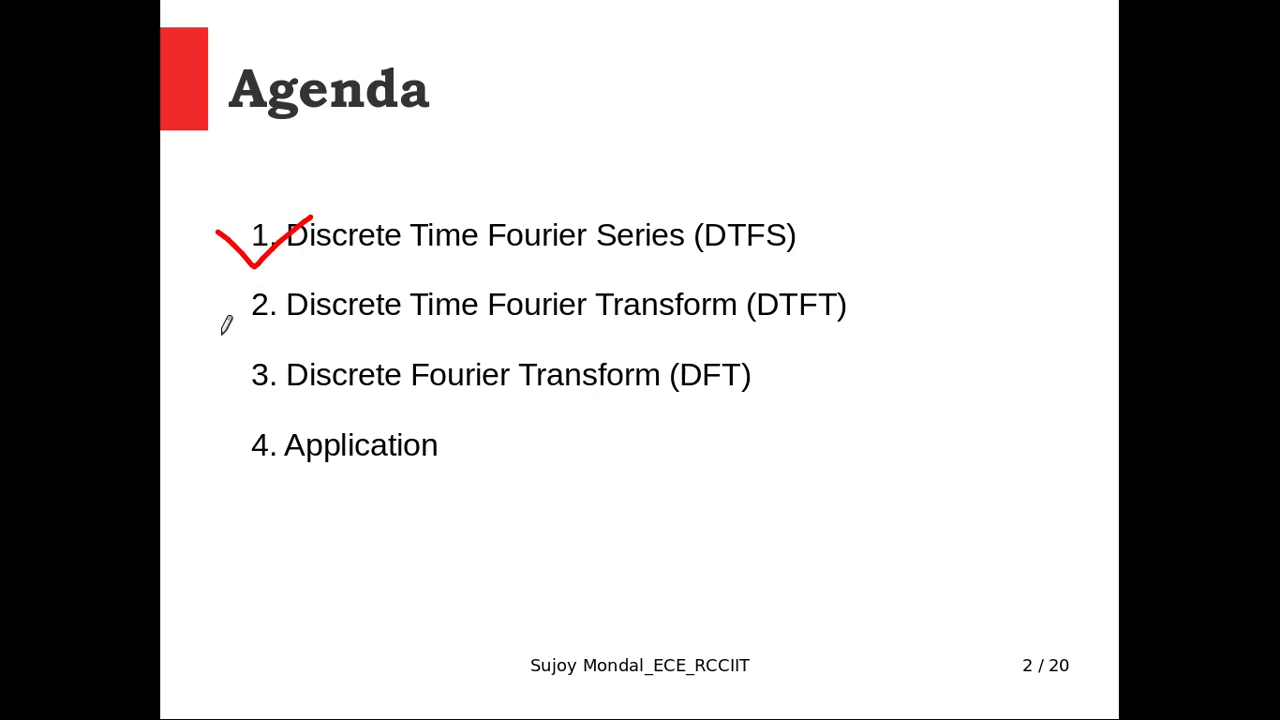 Agenda
1. Discrete Time Fourier Series (DTFS)
2. Discrete Time Fourier Transform (DTFT)
3. Discrete Fourier Transform (DFT)
4. Application
Sujoy Mondal_ECE_RCCIIT
2 / 20